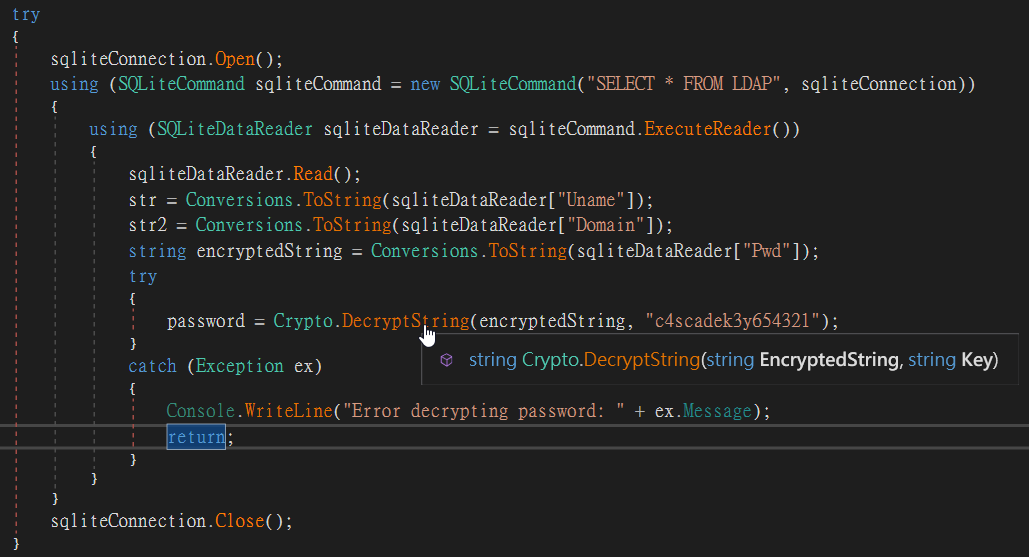 try
{
sqliteConnection.Open();
using (SQLiteCommand sqliteCommand = new SQLiteCommand("SELECT * FROM LDAP", sqliteConnection))
{
using (SQLiteDataReader sqliteDataReader = sqliteCommand.ExecuteReader())
{
sqliteDataReader.Read();
str = Conversions.ToString(sqliteDataReader["Uname"]);
str2 = Conversions.ToString(sqliteDataReader["Domain"]);
string encryptedString = Conversions.ToString(sqliteDataReader["Pwd"]);
try
{
password = Crypto.DecryptString(encryptedString, "c4scadek3y654321");
}
string Crypto.DecryptString(string EncryptedString, string Key)
catch (Exception ex)
{
Console.WriteLine("Error decrypting password: " + ex.Message);
return;
}
}
}
sqliteConnection.Close();
}